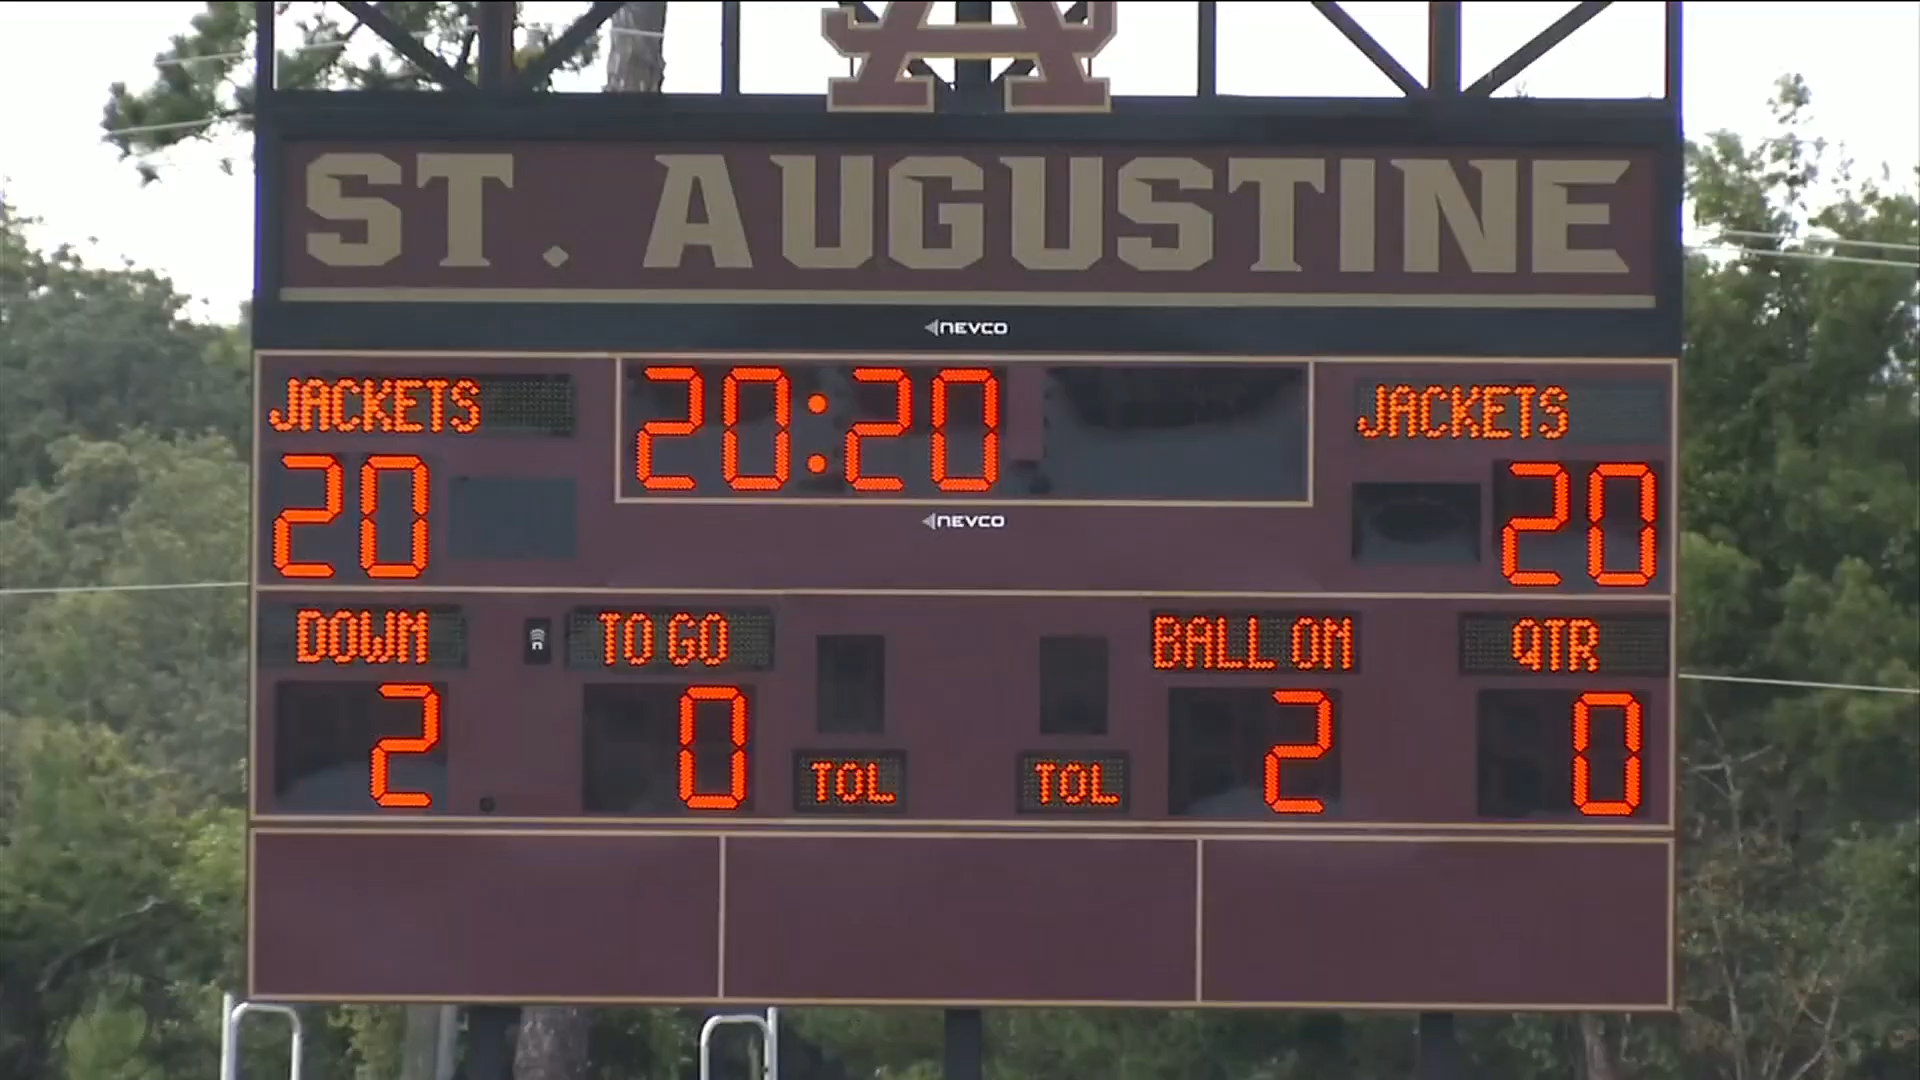 SA
ST. AUGUSTINE
NEVCO
JACKETS 20:20 JACKETS
20 20
NEVCO
DOWN TO GO BALL ON QTR
2 0 2 0
TOL TOL